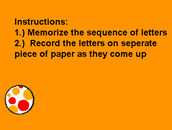 Instructions:
1.) Memorize the sequence of letters
2.)  Record the letters on seperate
piece of paper as they come up